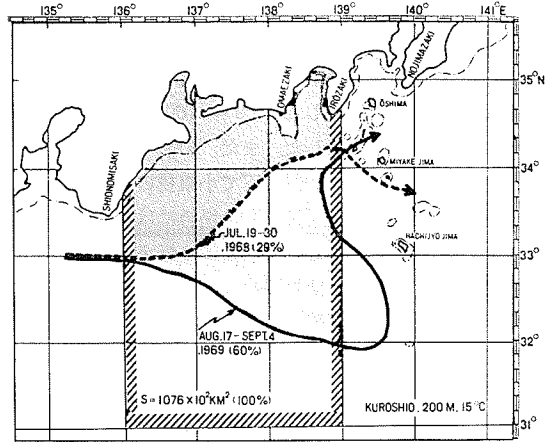 135° 136° 137° 138° 139° 140° 141°E
35°N
34°
33°
32°
31°
SHIONOMISAKI
OMAEZAKI
IROZAKI
NOJIMAZAKI
ŌSHIMA
MIYAKE JIMA
HACHIJYO JIMA
JUL. 19-30
1968 (29%)
AUG. 17- SEPT. 4
1969 (60%)
S = 1076 × 10² KM² (100%)
KUROSHIO. 200 M. 15°C